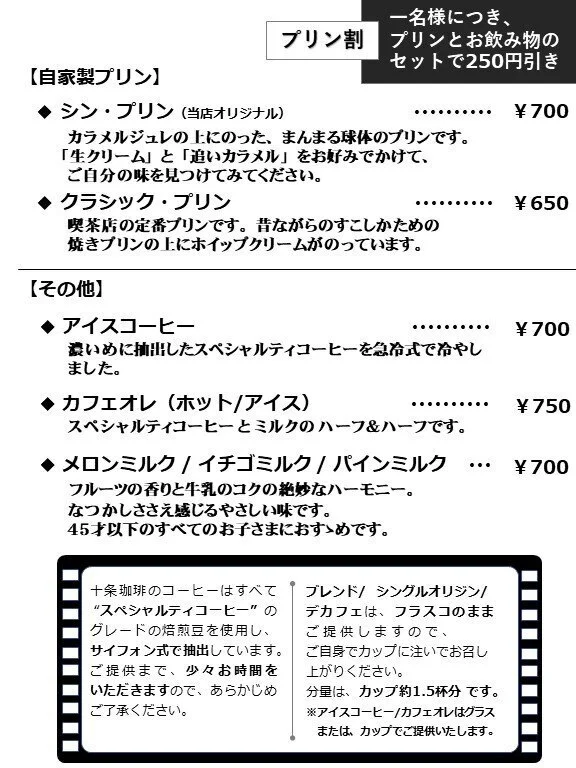 プリン割
一名様につき、
プリンとお飲み物の
セットで250円引き
【自家製プリン】
◆ シン・プリン（当店オリジナル） ・・・・・・・・・・ ￥700
カラメルジュレの上にのった、まんまる球体のプリンです。
「生クリーム」と「追いカラメル」をお好みでかけて、
ご自分の味を見つけてみてください。
◆ クラシック・プリン ・・・・・・・・・・ ￥650
喫茶店の定番プリンです。昔ながらのすこしかための
焼きプリンの上にホイップクリームがのっています。
【その他】
◆ アイスコーヒー ・・・・・・・・・・ ￥700
濃いめに抽出したスペシャルティコーヒーを急冷式で冷やし
ました。
◆ カフェオレ（ホット/アイス） ・・・・・・・・・・ ￥750
スペシャルティコーヒーとミルクのハーフ&ハーフです。
◆ メロンミルク / イチゴミルク / パインミルク ・・・ ￥700
フルーツの香りと牛乳のコクの絶妙なハーモニー。
なつかしささえ感じるやさしい味です。
45才以下のすべてのお子さまにおすゝめです。
十条珈琲のコーヒーはすべて
“スペシャルティコーヒー”の
グレードの焙煎豆を使用し、
サイフォン式で抽出しています。
ご提供まで、少々お時間を
いただきますので、あらかじめ
ご了承ください。
ブレンド/ シングルオリジン/
デカフェは、フラスコのまま
ご提供しますので、
ご自身でカップに注いでお召し
上がりください。
分量は、カップ約1.5杯分 です。
※アイスコーヒー/カフェオレはグラス
または、カップでご提供いたします。